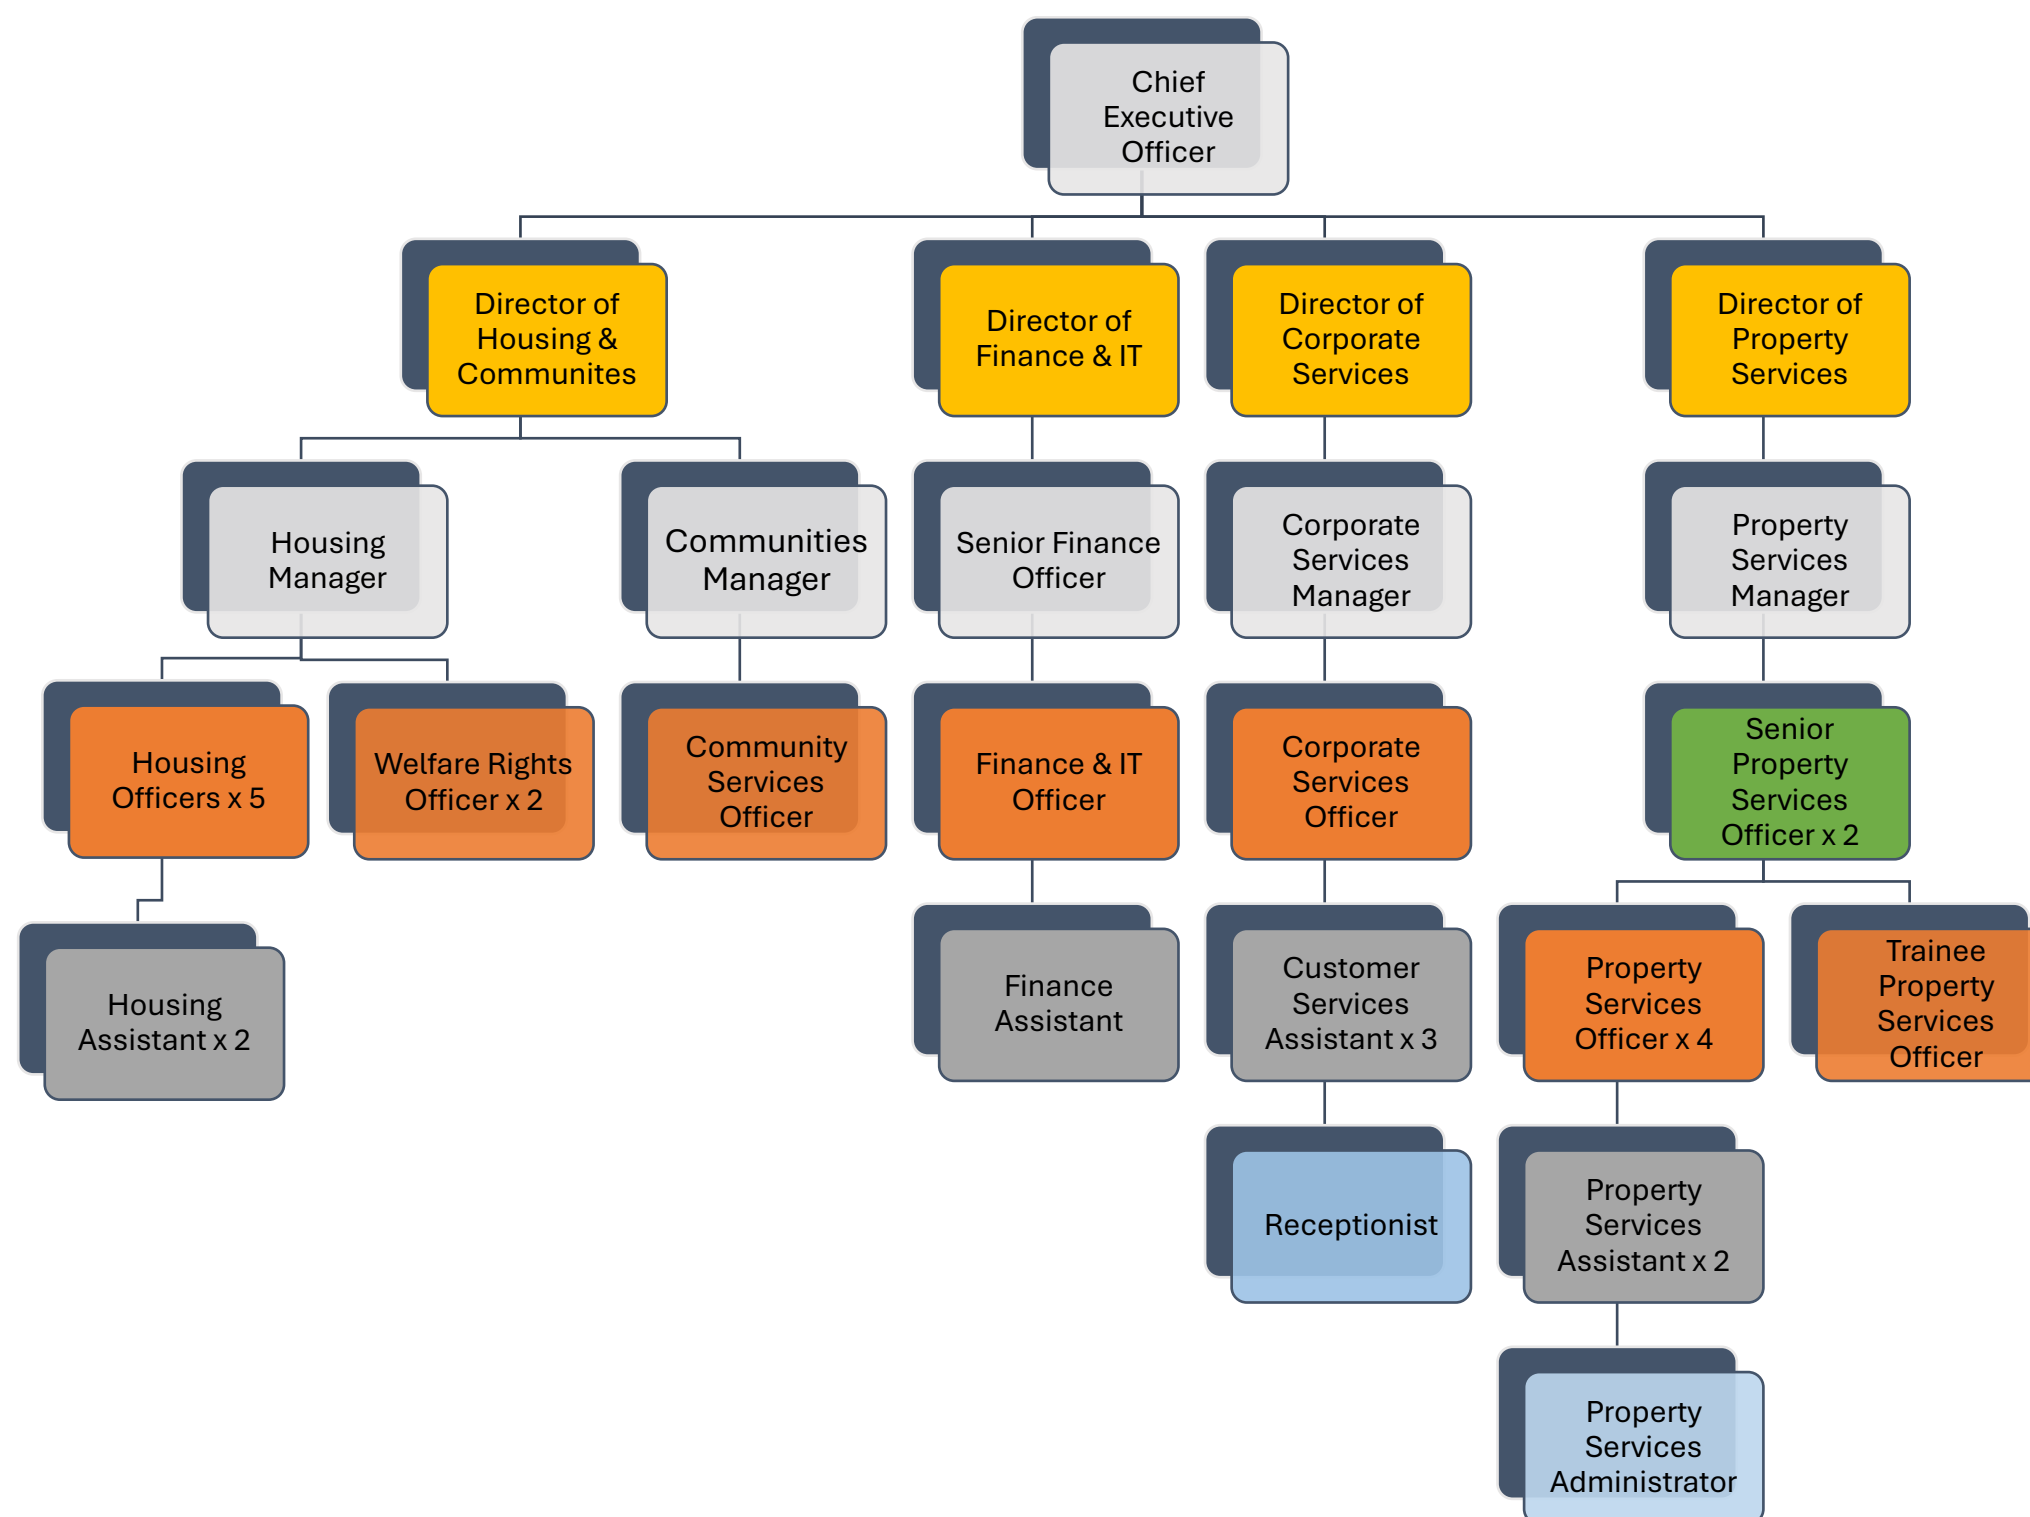 Chief
Executive
Officer
Director of
Housing &
Communites
Director of
Finance & IT
Director of
Corporate
Services
Director of
Property
Services
Housing
Manager
Communities
Manager
Senior Finance
Officer
Corporate
Services
Manager
Property
Services
Manager
Housing
Officers x 5
Welfare Rights
Officer x 2
Community
Services
Officer
Finance & IT
Officer
Corporate
Services
Officer
Senior
Property
Services
Officer x 2
Housing
Assistant x 2
Finance
Assistant
Customer
Services
Assistant x 3
Property
Services
Officer x 4
Trainee
Property
Services
Officer
Receptionist
Property
Services
Assistant x 2
Property
Services
Administrator